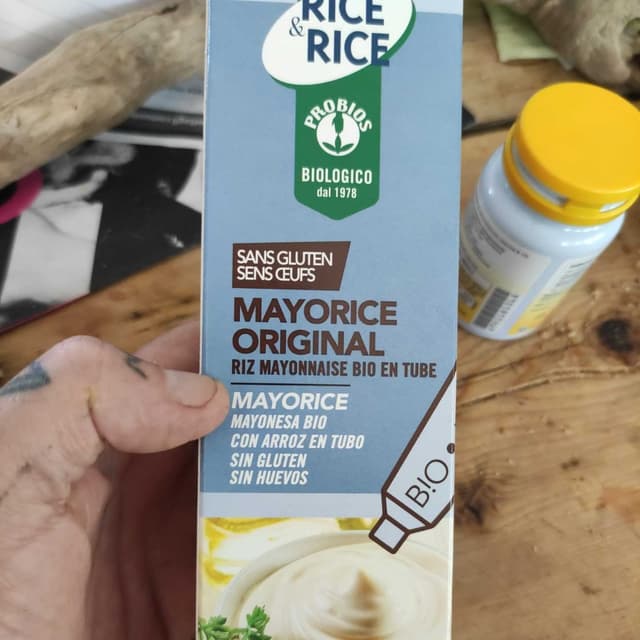 RICE
&
RICE
PROBIOS
BIOLOGICO
dal 1978
SANS GLUTEN
SENS ŒUFS
MAYORICE
ORIGINAL
RIZ MAYONNAISE BIO EN TUBE
MAYORICE
MAYONESA BIO
CON ARROZ EN TUBO
SIN GLUTEN
SIN HUEVOS
B!O